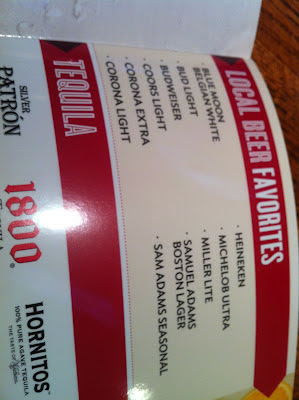 LOCAL BEER FAVORITES
· BLUE MOON
BELGIAN WHITE
· BUD LIGHT
· BUDWEISER
· COORS LIGHT
· CORONA EXTRA
· CORONA LIGHT
· HEINEKEN
· MICHELOB ULTRA
· MILLER LITE
· SAMUEL ADAMS
BOSTON LAGER
· SAM ADAMS SEASONAL
TEQUILA
SILVER
PATRÓN
1800®
HORNITOS
100% PURE AGAVE TEQUILA